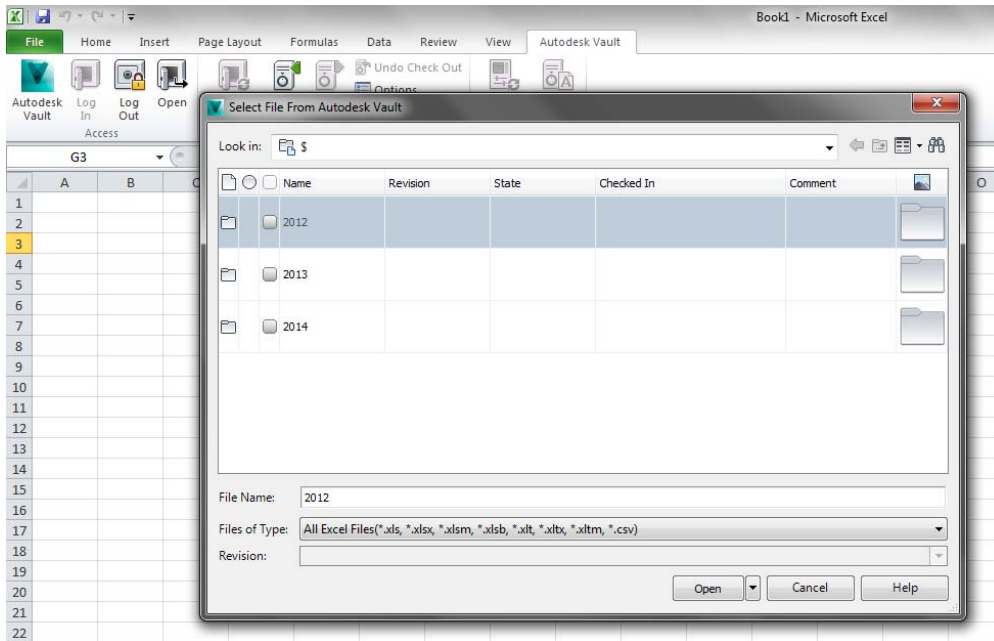 Book1 - Microsoft Excel
File Home Insert Page Layout Formulas Data Review View Autodesk Vault
Autodesk Vault
Log In
Log Out
Open
Undo Check Out
Options
Access
G3
A B C O
Select File From Autodesk Vault
Look in: $
Name Revision State Checked In Comment
2012
2013
2014
File Name: 2012
Files of Type: All Excel Files(*.xls, *.xlsx, *.xlsm, *.xlsb, *.xlt, *.xltx, *.xltm, *.csv)
Revision:
Open Cancel Help
1
2
3
4
5
6
7
8
9
10
11
12
13
14
15
16
17
18
19
20
21
22